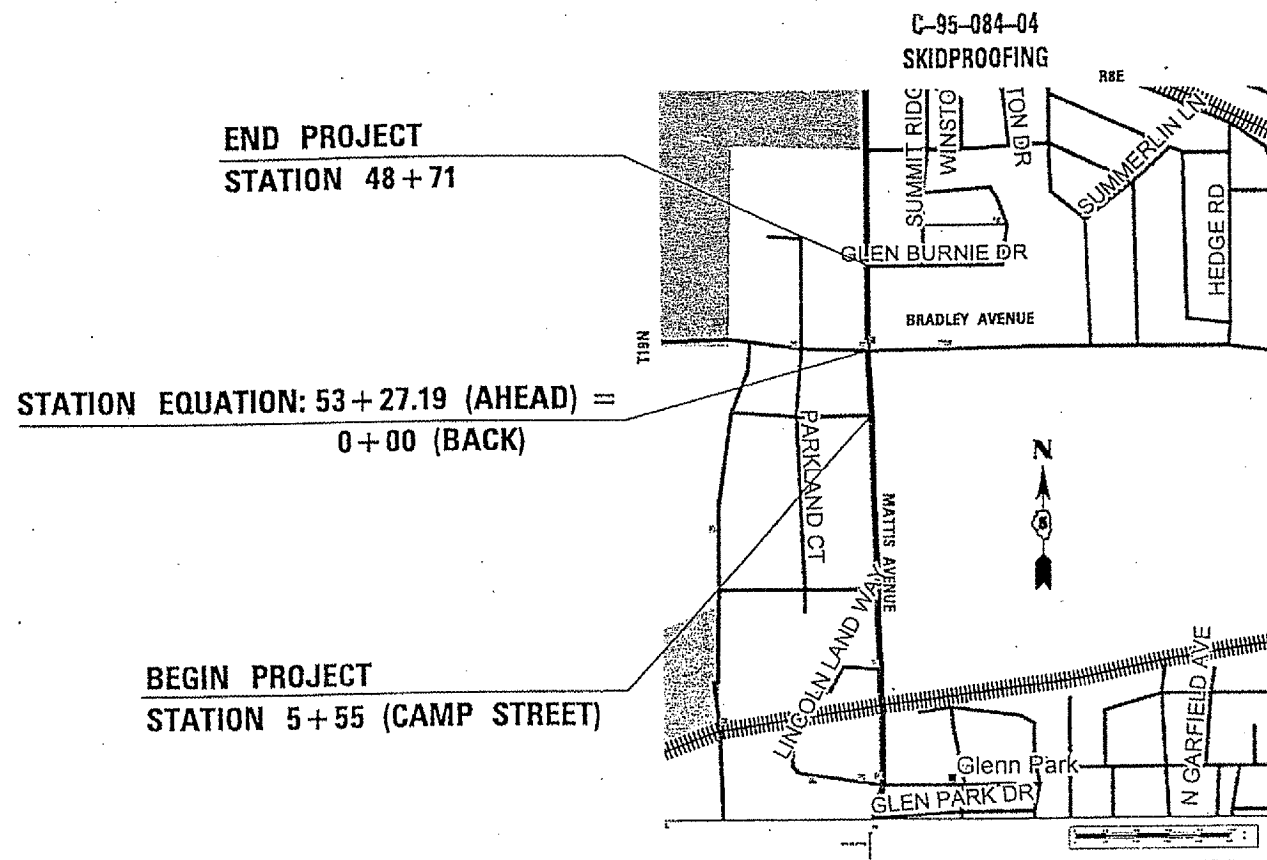 C-95-084-04
SKIDPROOFING
R8E
END PROJECT
STATION 48+71
SUMMIT RIDG
WINSTO
TON DR
SUMMERLIN LN
HEDGE RD
GLEN BURNIE DR
BRADLEY AVENUE
T19N
STATION EQUATION: 53+27.19 (AHEAD) =
0+00 (BACK)
PARKLAND CT
MATTIS AVENUE
N
LINCOLN LAND WAY
BEGIN PROJECT
STATION 5+55 (CAMP STREET)
N GARFIELD AVE
Glenn Park
GLEN PARK DR